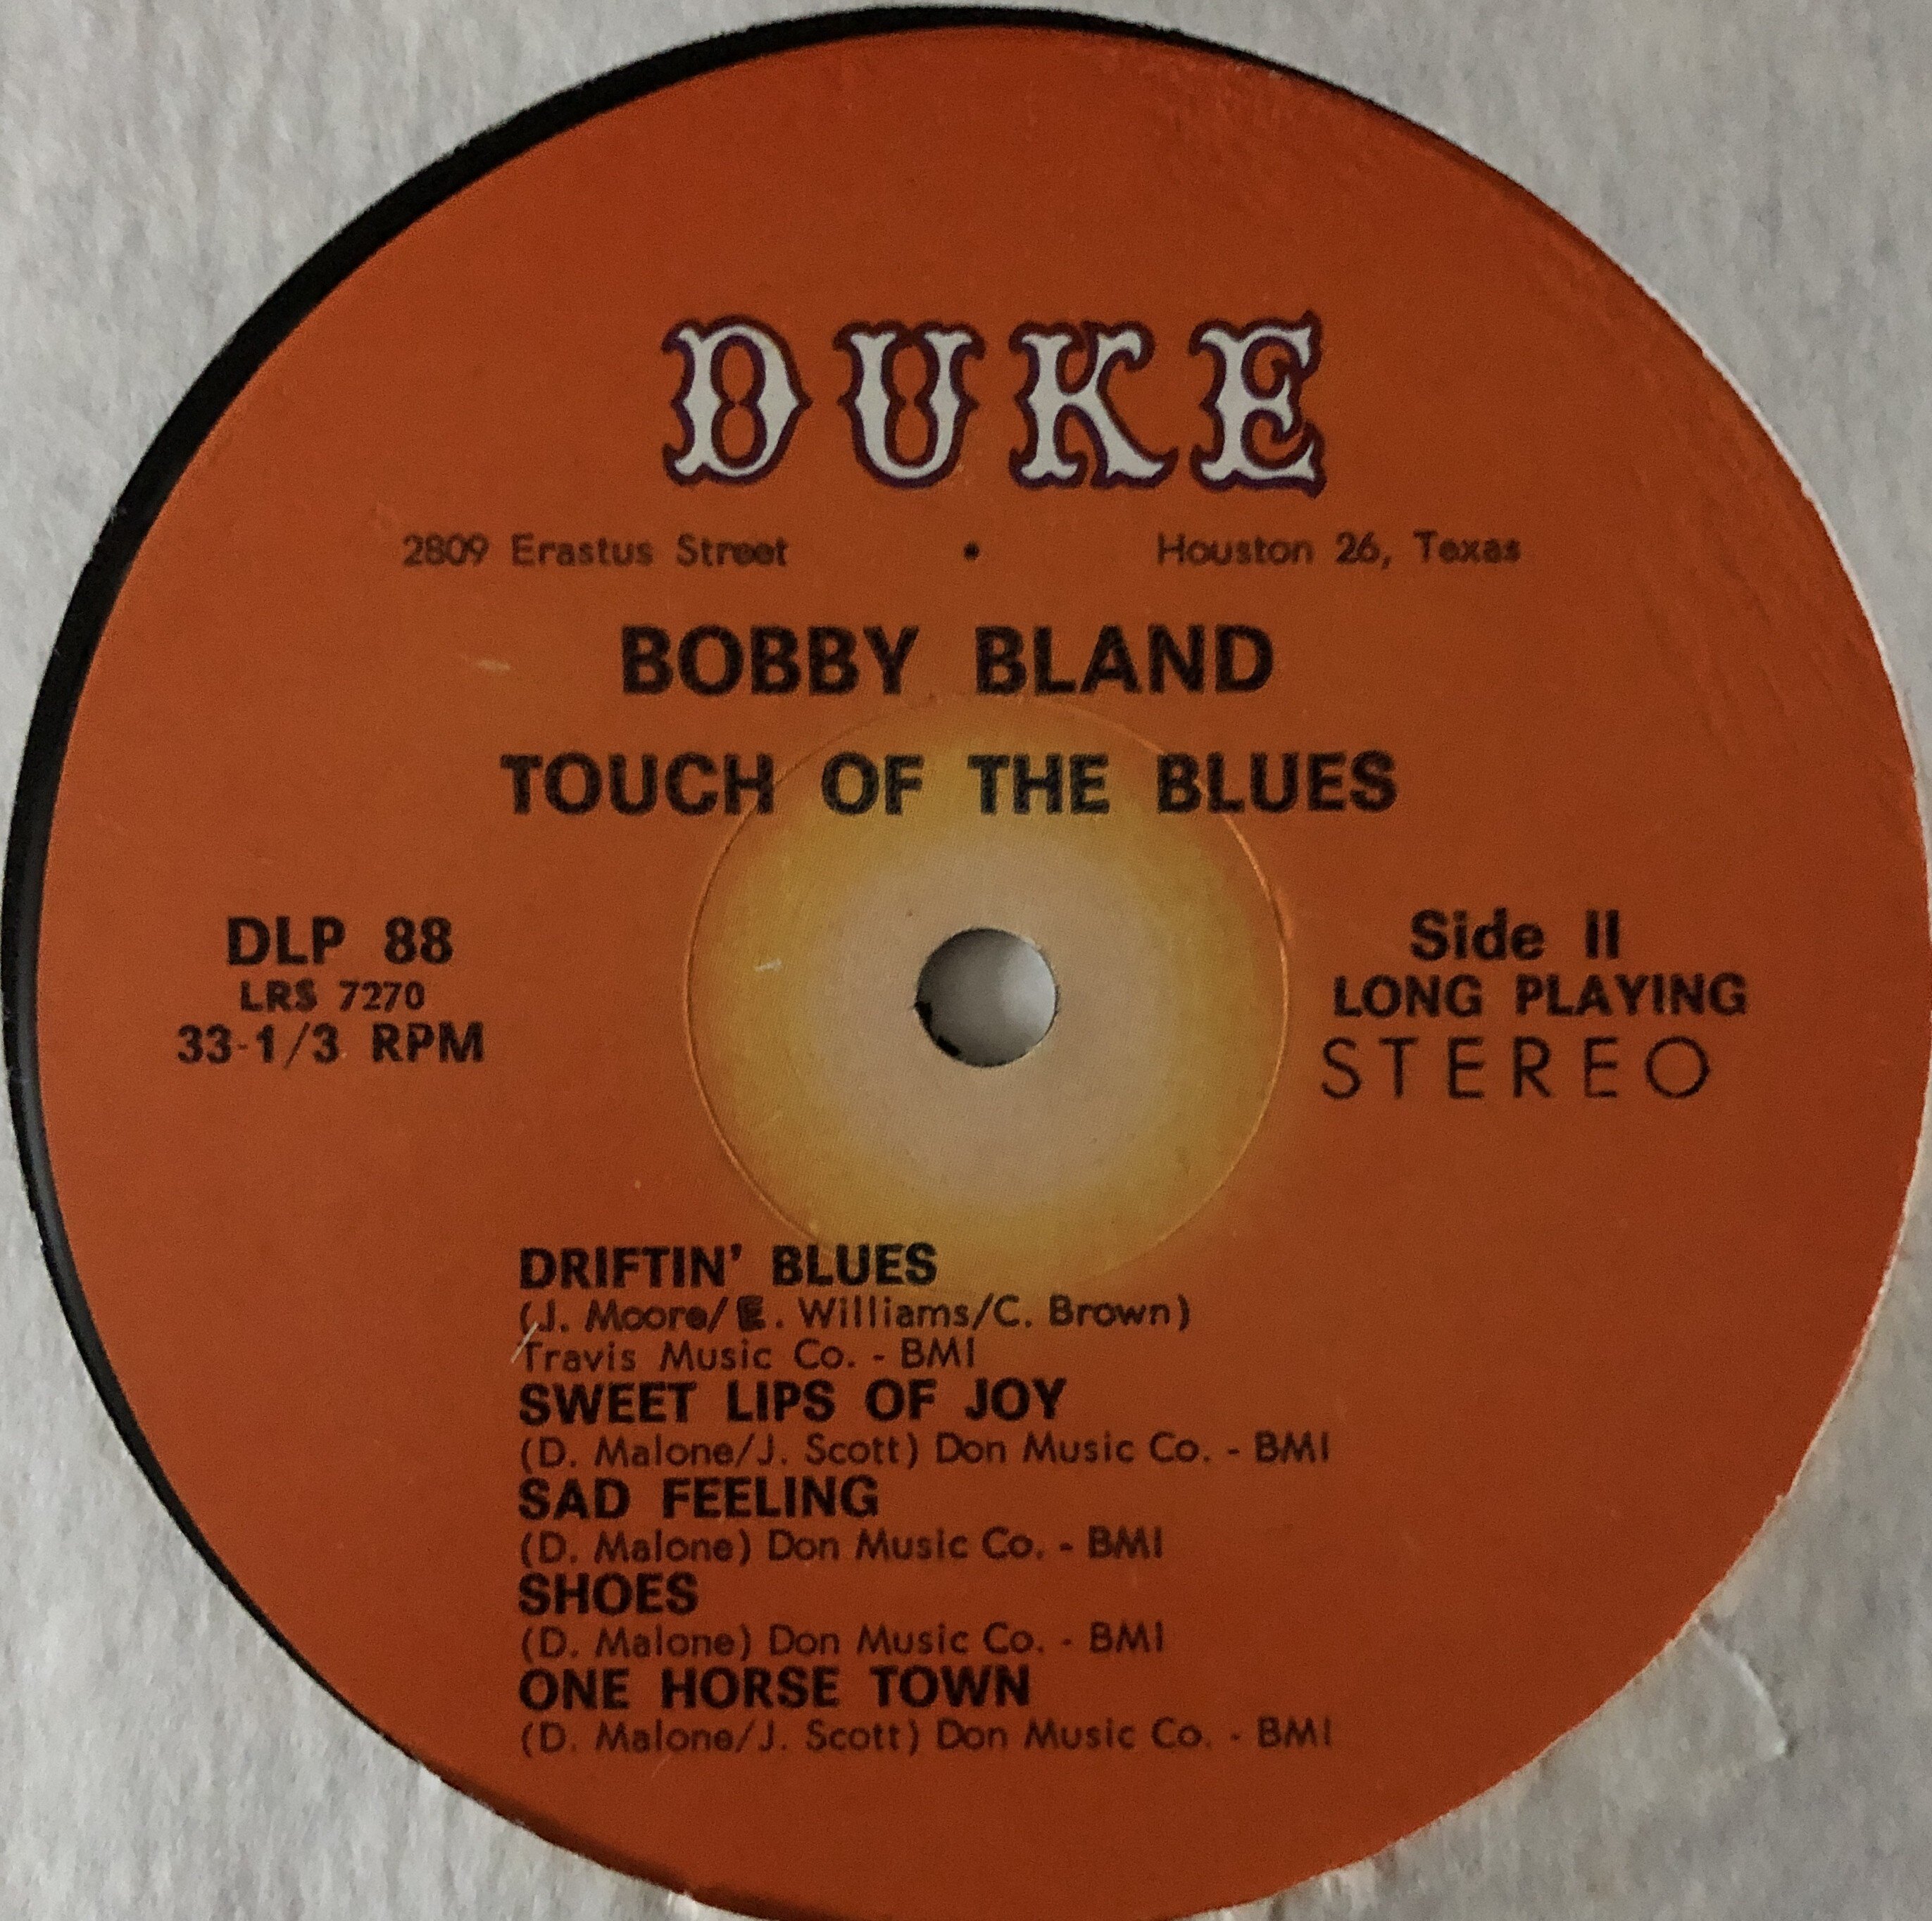 DUKE
2809 Erastus Street • Houston 26, Texas
BOBBY BLAND
TOUCH OF THE BLUES
DLP 88
LRS 7270
33-1/3 RPM
Side II
LONG PLAYING
STEREO
DRIFTIN' BLUES
(J. Moore/E. Williams/C. Brown)
Travis Music Co. - BMI
SWEET LIPS OF JOY
(D. Malone/J. Scott) Don Music Co. - BMI
SAD FEELING
(D. Malone) Don Music Co. - BMI
SHOES
(D. Malone) Don Music Co. - BMI
ONE HORSE TOWN
(D. Malone/J. Scott) Don Music Co. - BMI